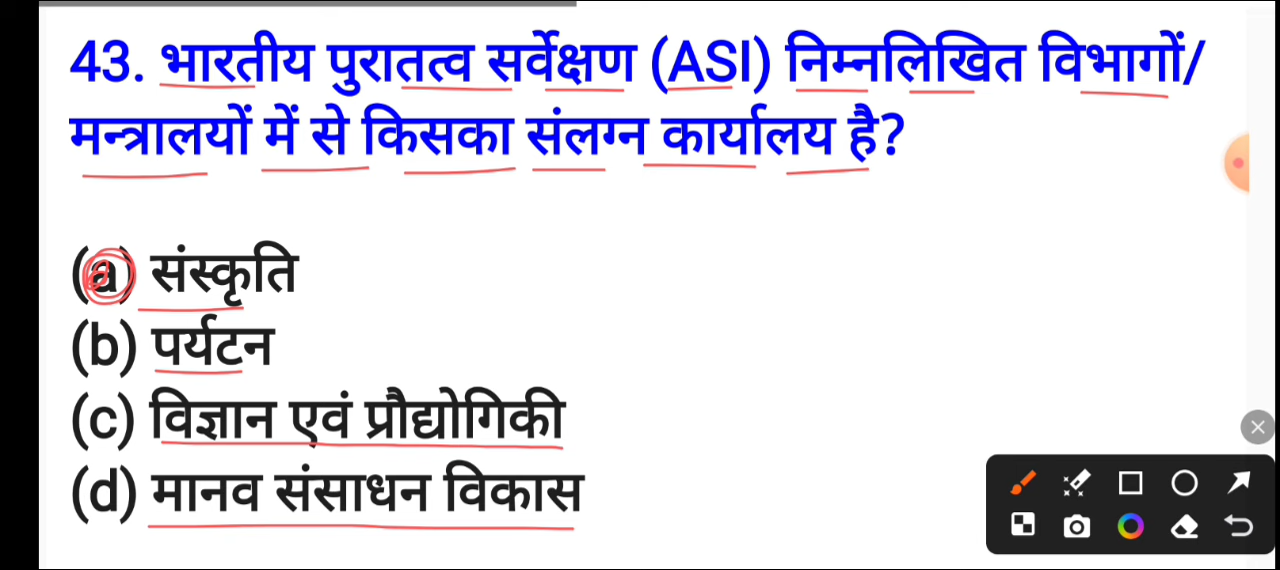 43. भारतीय पुरातत्व सर्वेक्षण (ASI) निम्नलिखित विभागों/
मन्त्रालयों में से किसका संलग्न कार्यालय है?
(a) संस्कृति
(b) पर्यटन
(c) विज्ञान एवं प्रौद्योगिकी
(d) मानव संसाधन विकास